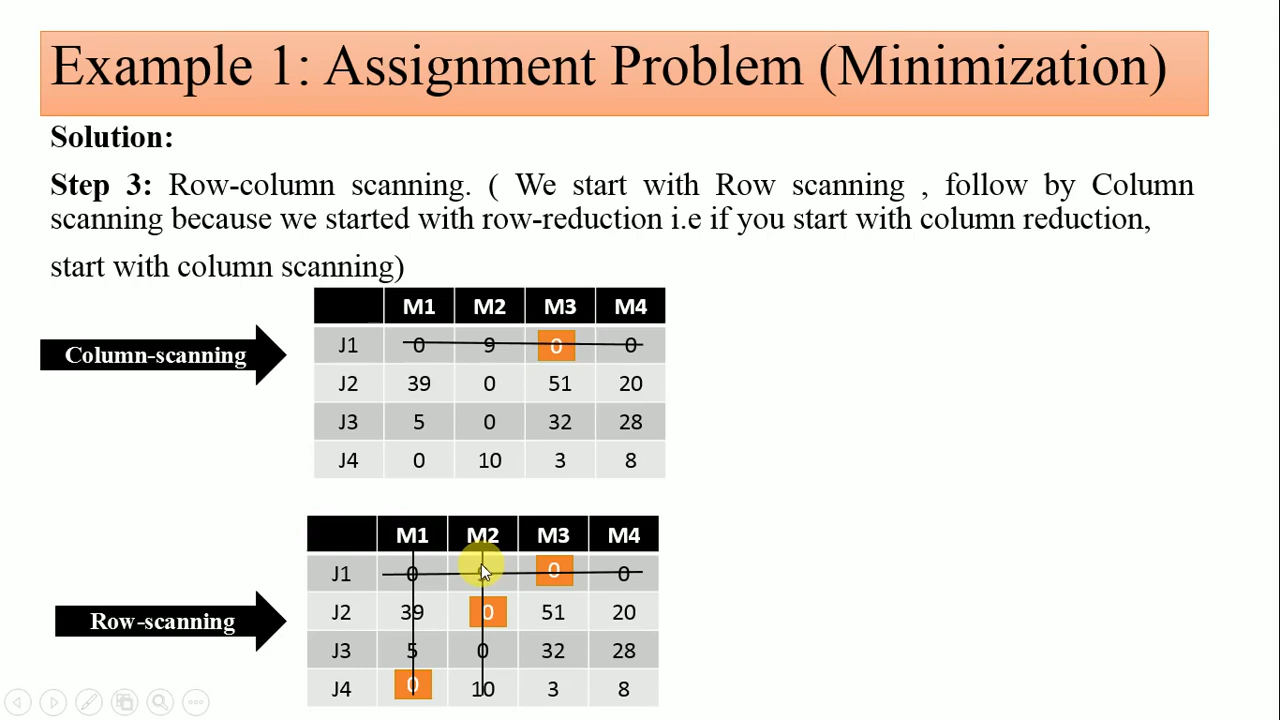 Example 1: Assignment Problem (Minimization)
Solution:
Step 3: Row-column scanning. ( We start with Row scanning , follow by Column
scanning because we started with row-reduction i.e if you start with column reduction,
start with column scanning)
Column-scanning
M1 M2 M3 M4
J1 0 9 0 0
J2 39 0 51 20
J3 5 0 32 28
J4 0 10 3 8
Row-scanning
M1 M2 M3 M4
J1 0 0 0
J2 39 0 51 20
J3 5 0 32 28
J4 0 10 3 8